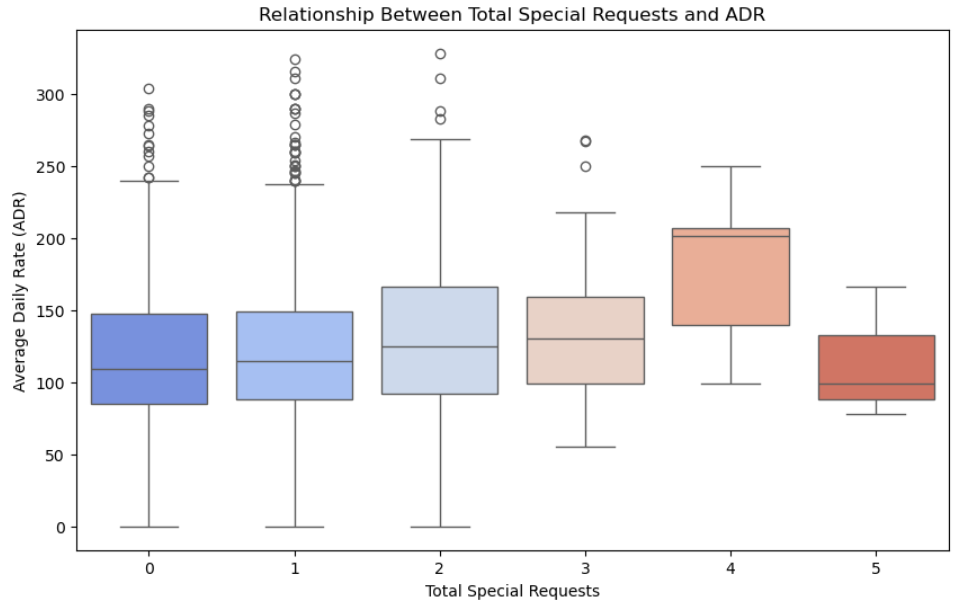 Relationship Between Total Special Requests and ADR
Average Daily Rate (ADR)
300
250
200
150
100
50
0
0 1 2 3 4 5
Total Special Requests